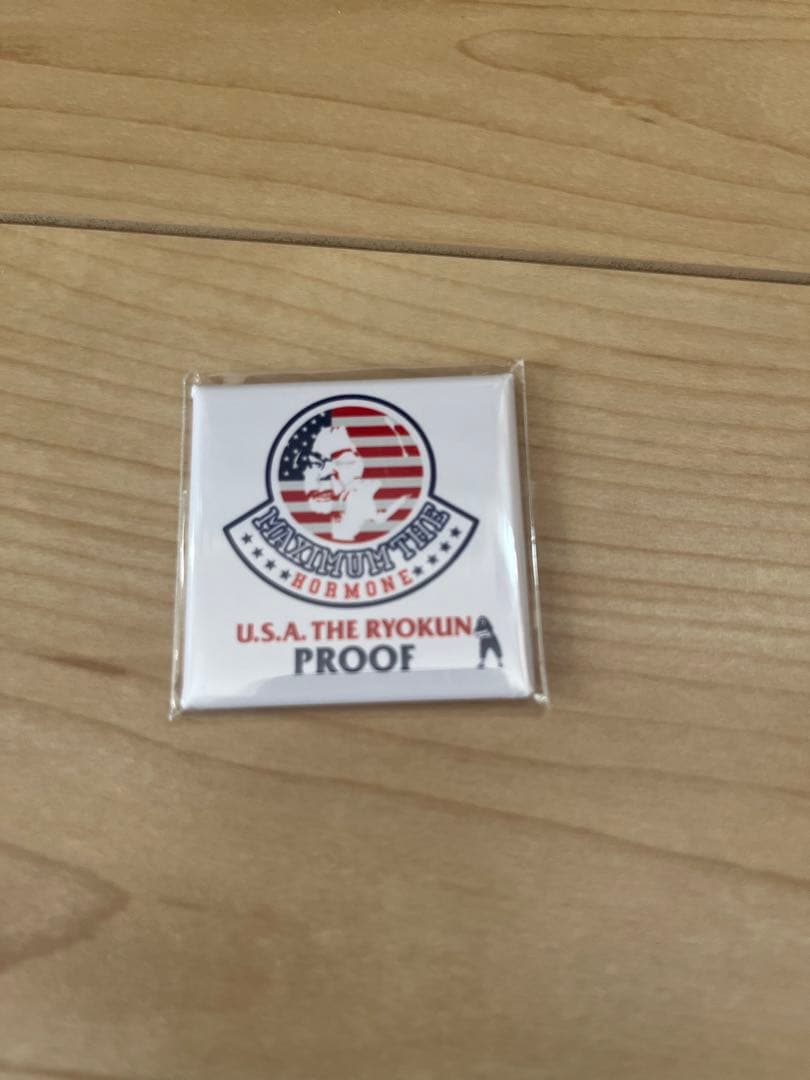 MAXIMUM THE
HORMONE
U.S.A. THE RYOKUN
PROOF